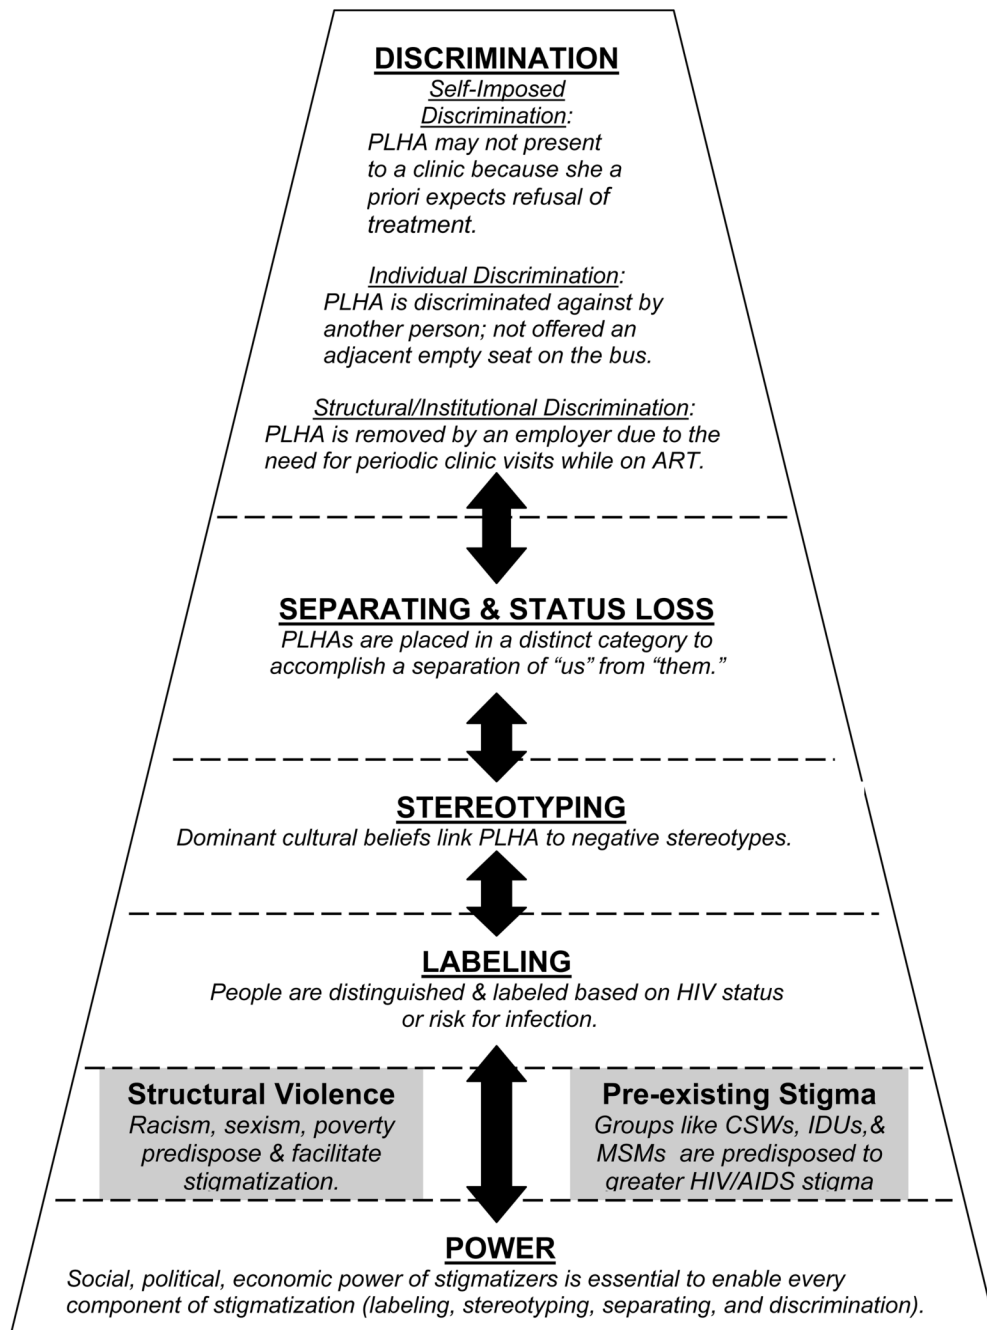 DISCRIMINATION
Self-Imposed
Discrimination:
PLHA may not present
to a clinic because she a
priori expects refusal of
treatment.
Individual Discrimination:
PLHA is discriminated against by
another person; not offered an
adjacent empty seat on the bus.
Structural/Institutional Discrimination:
PLHA is removed by an employer due to the
need for periodic clinic visits while on ART.
SEPARATING & STATUS LOSS
PLHAs are placed in a distinct category to
accomplish a separation of “us” from “them.”
STEREOTYPING
Dominant cultural beliefs link PLHA to negative stereotypes.
LABELING
People are distinguished & labeled based on HIV status
or risk for infection.
Structural Violence
Racism, sexism, poverty
predispose & facilitate
stigmatization.
Pre-existing Stigma
Groups like CSWs, IDUs,&
MSMs are predisposed to
greater HIV/AIDS stigma
POWER
Social, political, economic power of stigmatizers is essential to enable every
component of stigmatization (labeling, stereotyping, separating, and discrimination).